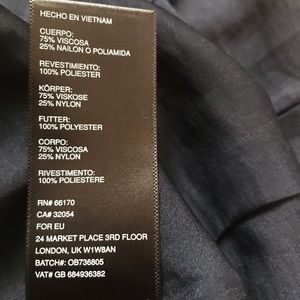 HECHO EN VIETNAM
CUERPO:
75% VISCOSA
25% NAILON O POLIAMIDA
REVESTIMIENTO:
100% POLIESTER
KÖRPER:
75% VISKOSE
25% NYLON
FUTTER:
100% POLYESTER
CORPO:
75% VISCOSA
25% NYLON
RIVESTIMENTO:
100% POLIESTERE
RN# 66170
CA# 32054
FOR EU
24 MARKET PLACE 3RD FLOOR
LONDON, UK W1W8AN
BATCH#: OB736805
VAT# GB 684936382